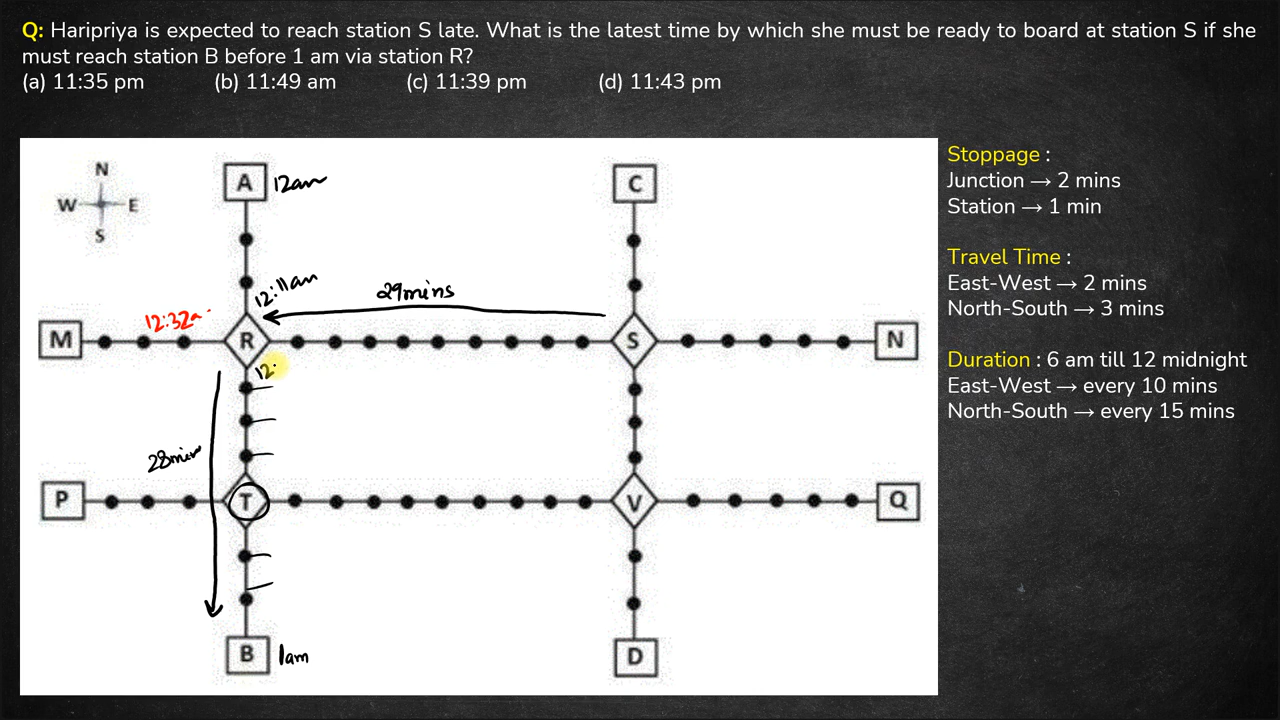 Q: Haripriya is expected to reach station S late. What is the latest time by which she must be ready to board at station S if she
must reach station B before 1 am via station R?
(a) 11:35 pm (b) 11:49 am (c) 11:39 pm (d) 11:43 pm
Stoppage :
Junction → 2 mins
Station → 1 min
Travel Time :
East-West → 2 mins
North-South → 3 mins
Duration : 6 am till 12 midnight
East-West → every 10 mins
North-South → every 15 mins
N
W E
S
A 12am C
12:11am
29mins
12:32a
M R S N
12:
28min
P T V Q
B 1am D